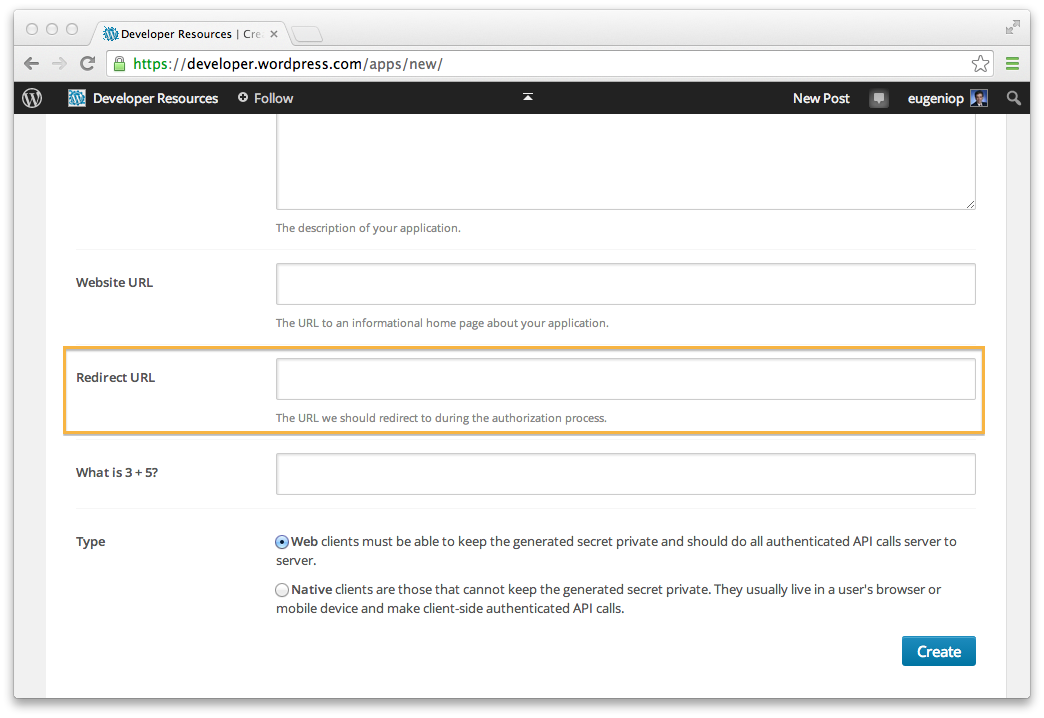 Developer Resources | Cre
https://developer.wordpress.com/apps/new/
Developer Resources Follow New Post eugeniop
The description of your application.
Website URL
The URL to an informational home page about your application.
Redirect URL
The URL we should redirect to during the authorization process.
What is 3 + 5?
Type
Web clients must be able to keep the generated secret private and should do all authenticated API calls server to
server.
Native clients are those that cannot keep the generated secret private. They usually live in a user's browser or
mobile device and make client-side authenticated API calls.
Create